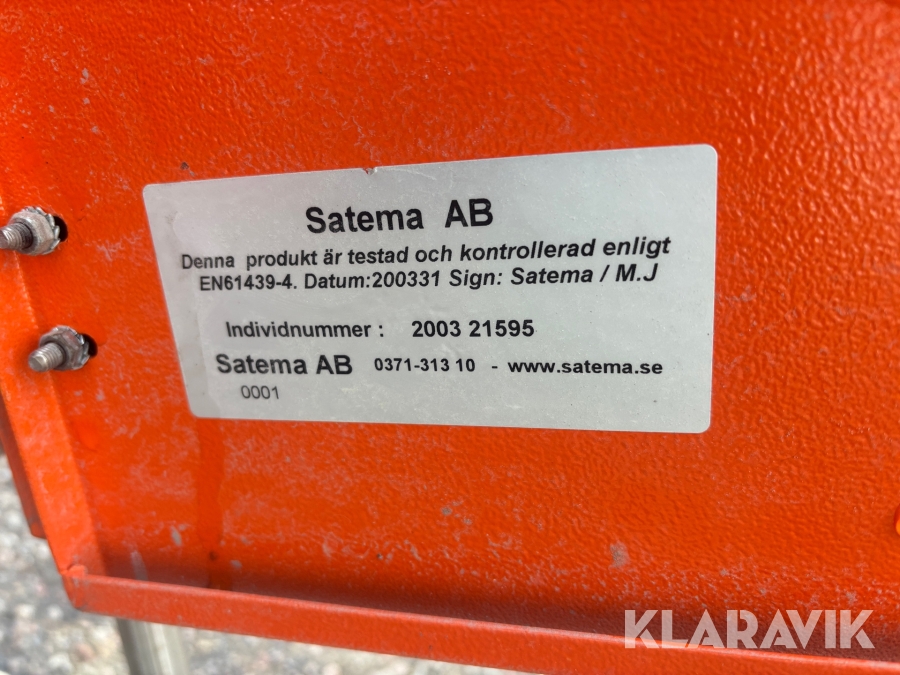 Satema AB
Denna produkt är testad och kontrollerad enligt
EN61439-4. Datum:200331 Sign: Satema / M.J
Individnummer : 2003 21595
Satema AB 0371-313 10 - www.satema.se
0001
KLARAVIK